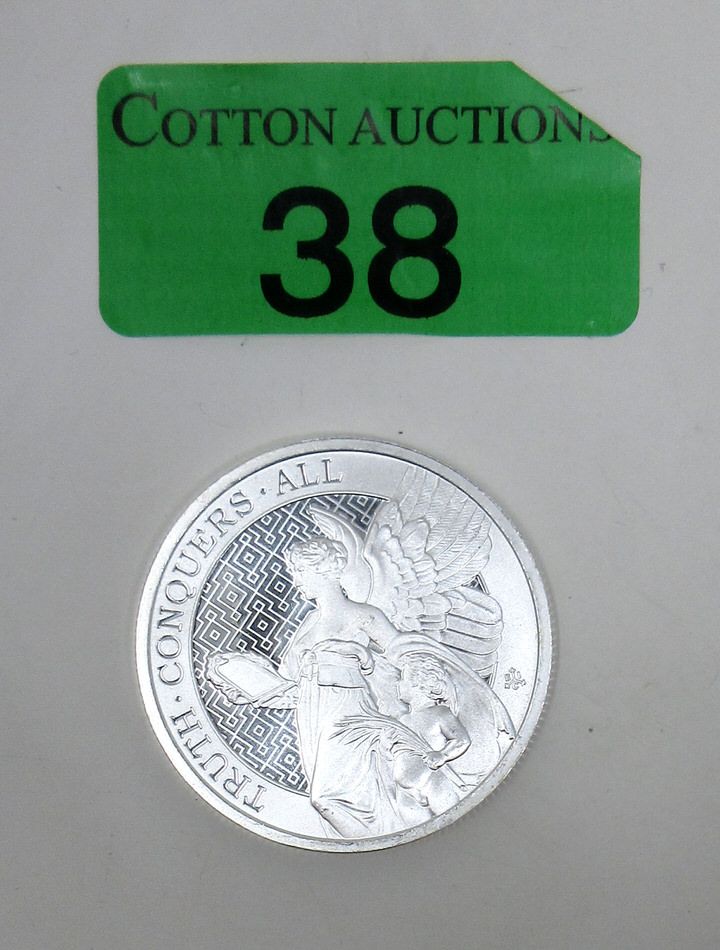 COTTON AUCTIONS
38
TRUTH · CONQUERS · ALL